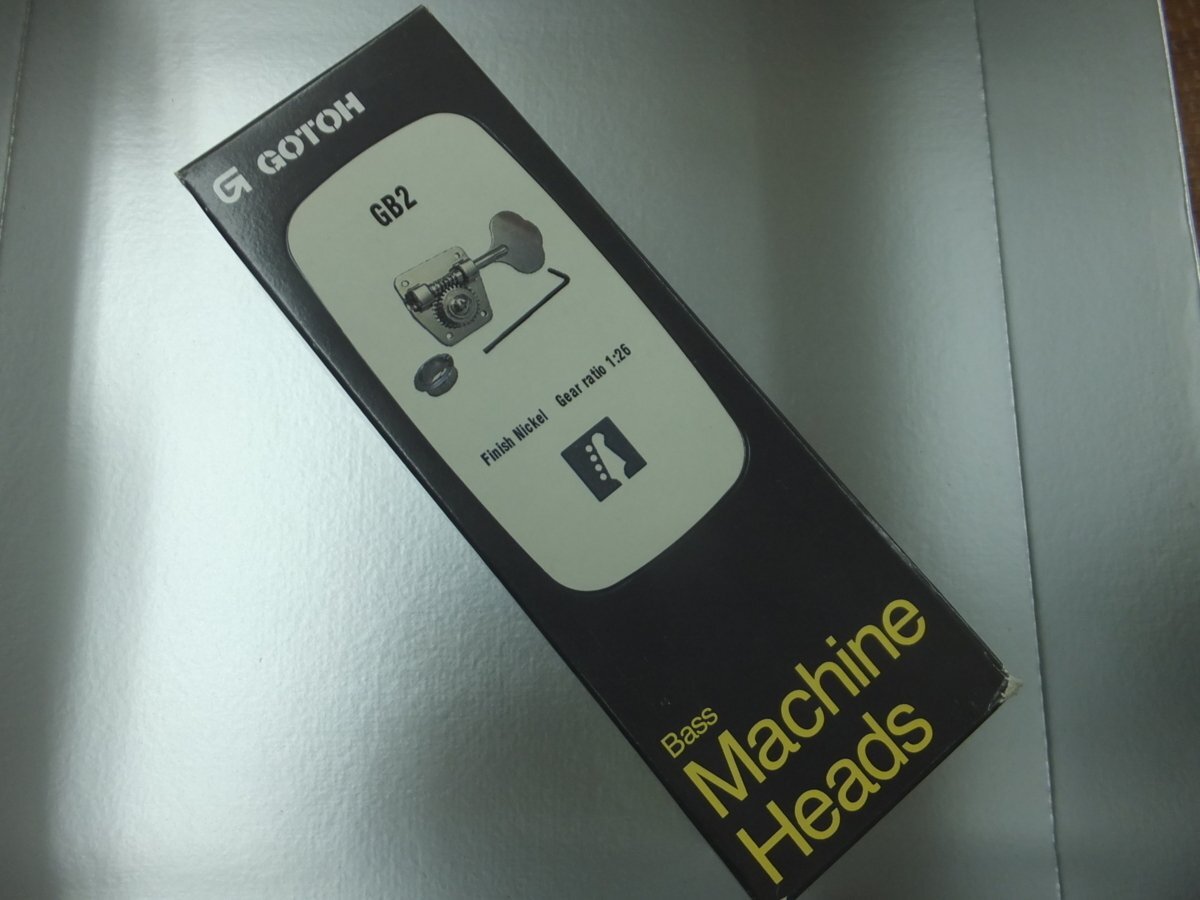 GOTOH
GB2
Finish Nickel Gear ratio 1:26
Bass
Machine
Heads